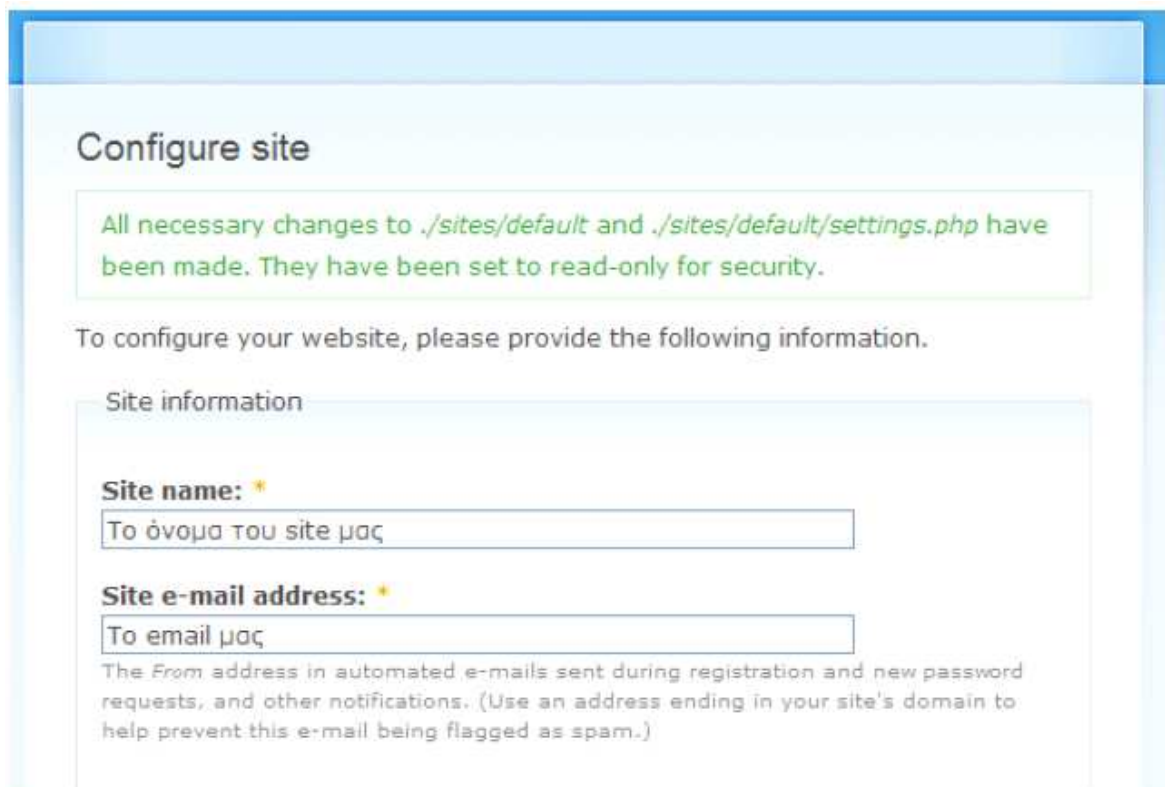 Configure site
All necessary changes to ./sites/default and ./sites/default/settings.php have
been made. They have been set to read-only for security.
To configure your website, please provide the following information.
Site information
Site name: *
Το όνομα του site μας
Site e-mail address: *
Το email μας
The From address in automated e-mails sent during registration and new password
requests, and other notifications. (Use an address ending in your site's domain to
help prevent this e-mail being flagged as spam.)